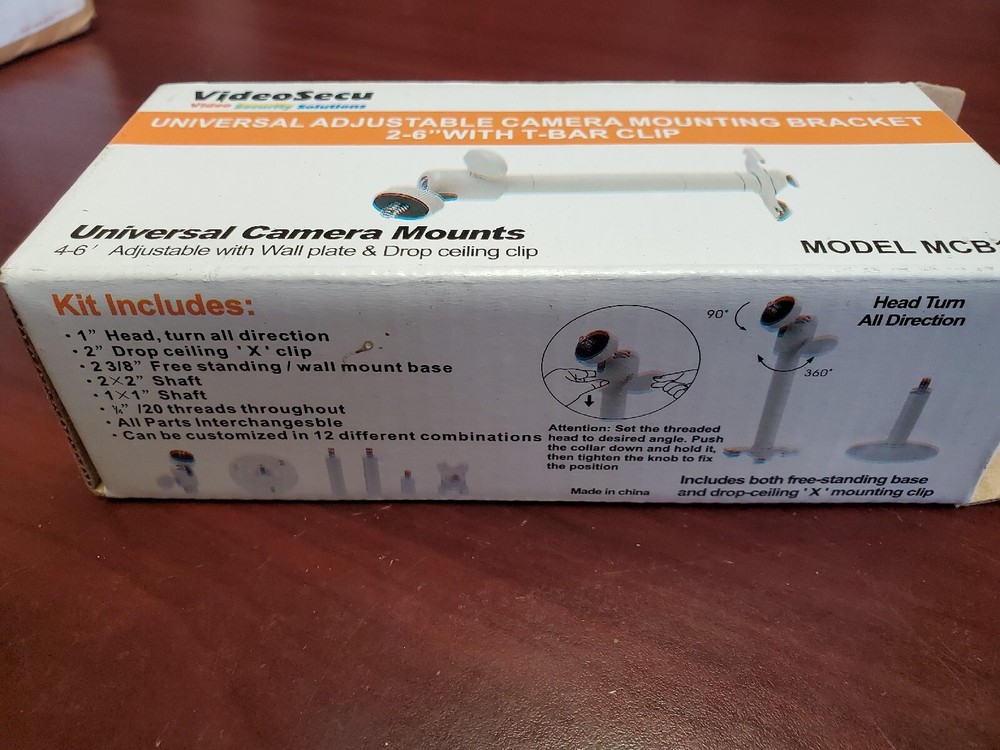 VideoSecu
Video Security Solutions
UNIVERSAL ADJUSTABLE CAMERA MOUNTING BRACKET
2-6"WITH T-BAR CLIP
Universal Camera Mounts
4-6' Adjustable with Wall plate & Drop ceiling clip
MODEL MCB1
Kit Includes:
• 1" Head, turn all direction
• 2" Drop ceiling 'X' clip
• 2 3/8" Free standing / wall mount base
• 2×2" Shaft
• 1×1" Shaft
• ¼" /20 threads throughout
• All Parts Interchangesble
• Can be customized in 12 different combinations
Attention: Set the threaded
head to desired angle. Push
the collar down and hold it,
then tighten the knob to fix
the position
Made in china
90°
360°
Head Turn
All Direction
Includes both free-standing base
and drop-ceiling 'X' mounting clip